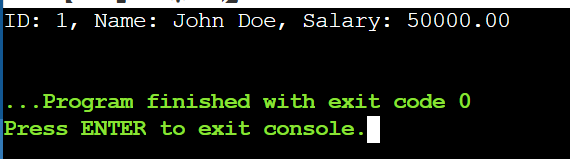 ID: 1, Name: John Doe, Salary: 50000.00
...Program finished with exit code 0
Press ENTER to exit console.